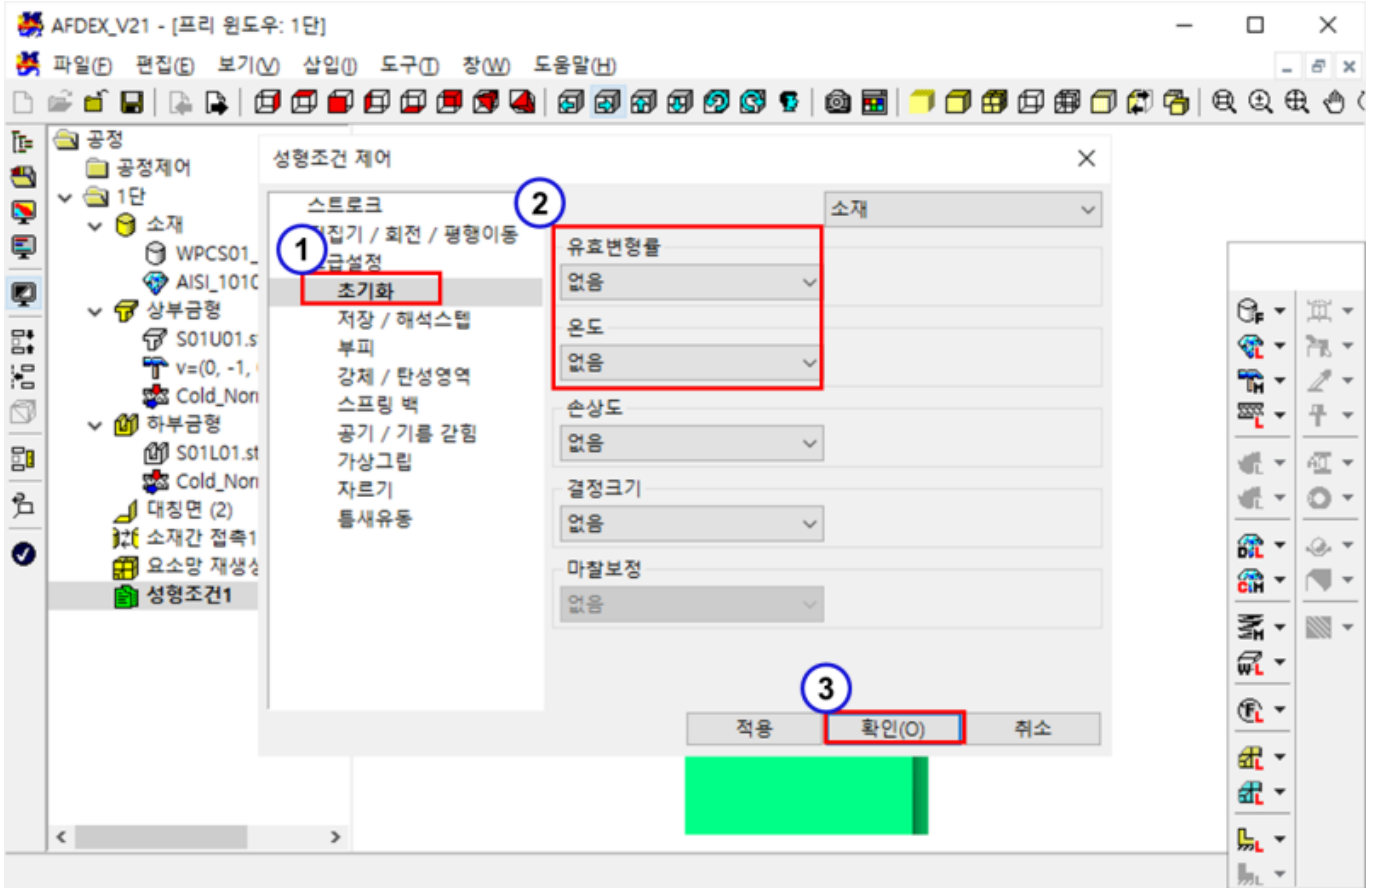 AFDEX_V21 - [프리 윈도우: 1단]
파일(F) 편집(E) 보기(V) 삽입(I) 도구(T) 창(W) 도움말(H)
공정
공정제어
1단
소재
WPCS01_
AISI_1010
상부금형
S01U01.s
v=(0, -1,
Cold_Nor
하부금형
S01L01.st
Cold_Nor
대칭면 (2)
소재간 접촉1
요소망 재생성
성형조건1
성형조건 제어
스트로크
집기 / 회전 / 평행이동
급설정
초기화
저장 / 해석스텝
부피
강체 / 탄성영역
스프링 백
공기 / 기름 갇힘
가상그립
자르기
틈새유동
1
2
소재
유효변형률
없음
온도
없음
손상도
없음
결정크기
없음
마찰보정
없음
3
적용 확인(O) 취소